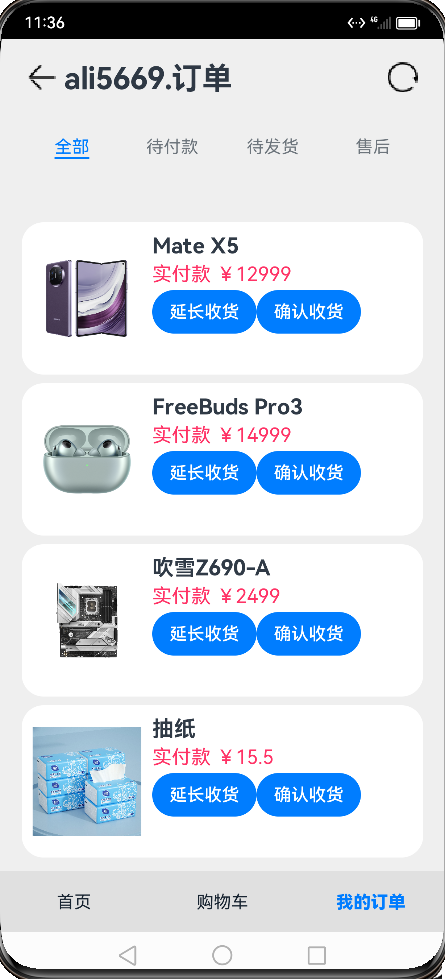 11:36
4G
ali5669.订单
全部 待付款 待发货 售后
Mate X5
实付款 ￥12999
延长收货 确认收货
FreeBuds Pro3
实付款 ￥14999
延长收货 确认收货
吹雪Z690-A
实付款 ￥2499
延长收货 确认收货
抽纸
实付款 ￥15.5
延长收货 确认收货
首页 购物车 我的订单